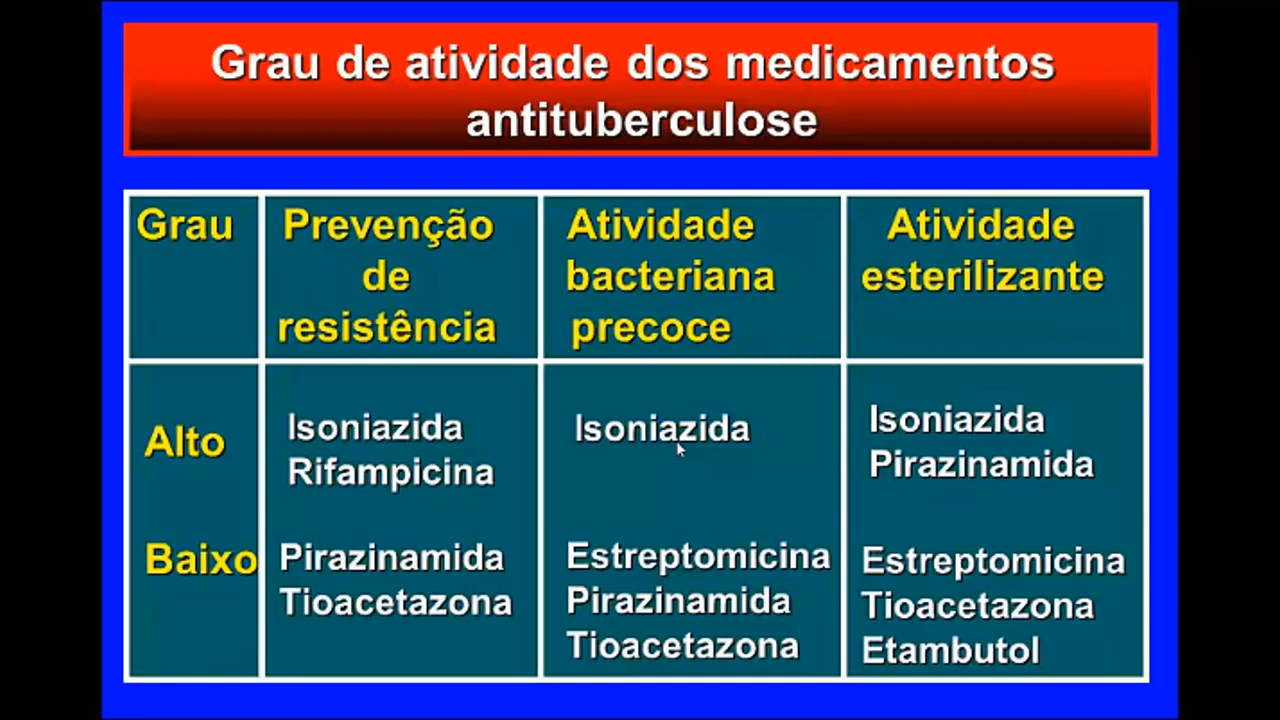 Grau de atividade dos medicamentos
antituberculose
Grau
Prevenção
de
resistência
Atividade
bacteriana
precoce
Atividade
esterilizante
Alto
Isoniazida
Rifampicina
Isoniazida
Isoniazida
Pirazinamida
Baixo
Pirazinamida
Tioacetazona
Estreptomicina
Pirazinamida
Tioacetazona
Estreptomicina
Tioacetazona
Etambutol